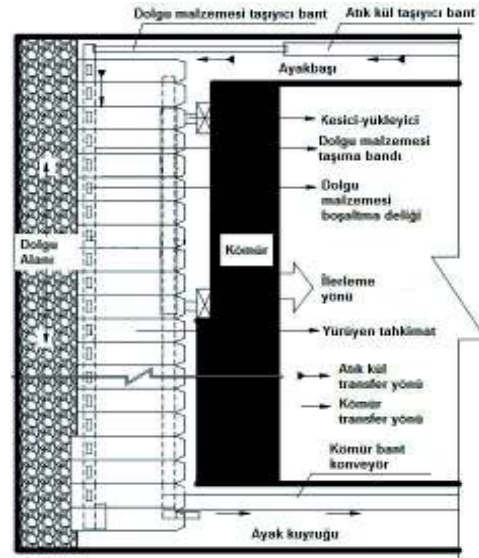 Dolgu malzemesi taşıyıcı bant
Atık kül taşıyıcı bant
Ayakbaşı
Kesici-yükleyici
Dolgu malzemesi
taşıma bandı
Dolgu
malzemesi
boşaltma deliği
Dolgu
Alanı
Kömür
İlerleme
yönü
Yürüyen tahkimat
Atık kül
transfer yönü
Kömür
transfer yönü
Kömür bant
konveyör
Ayak kuyruğu